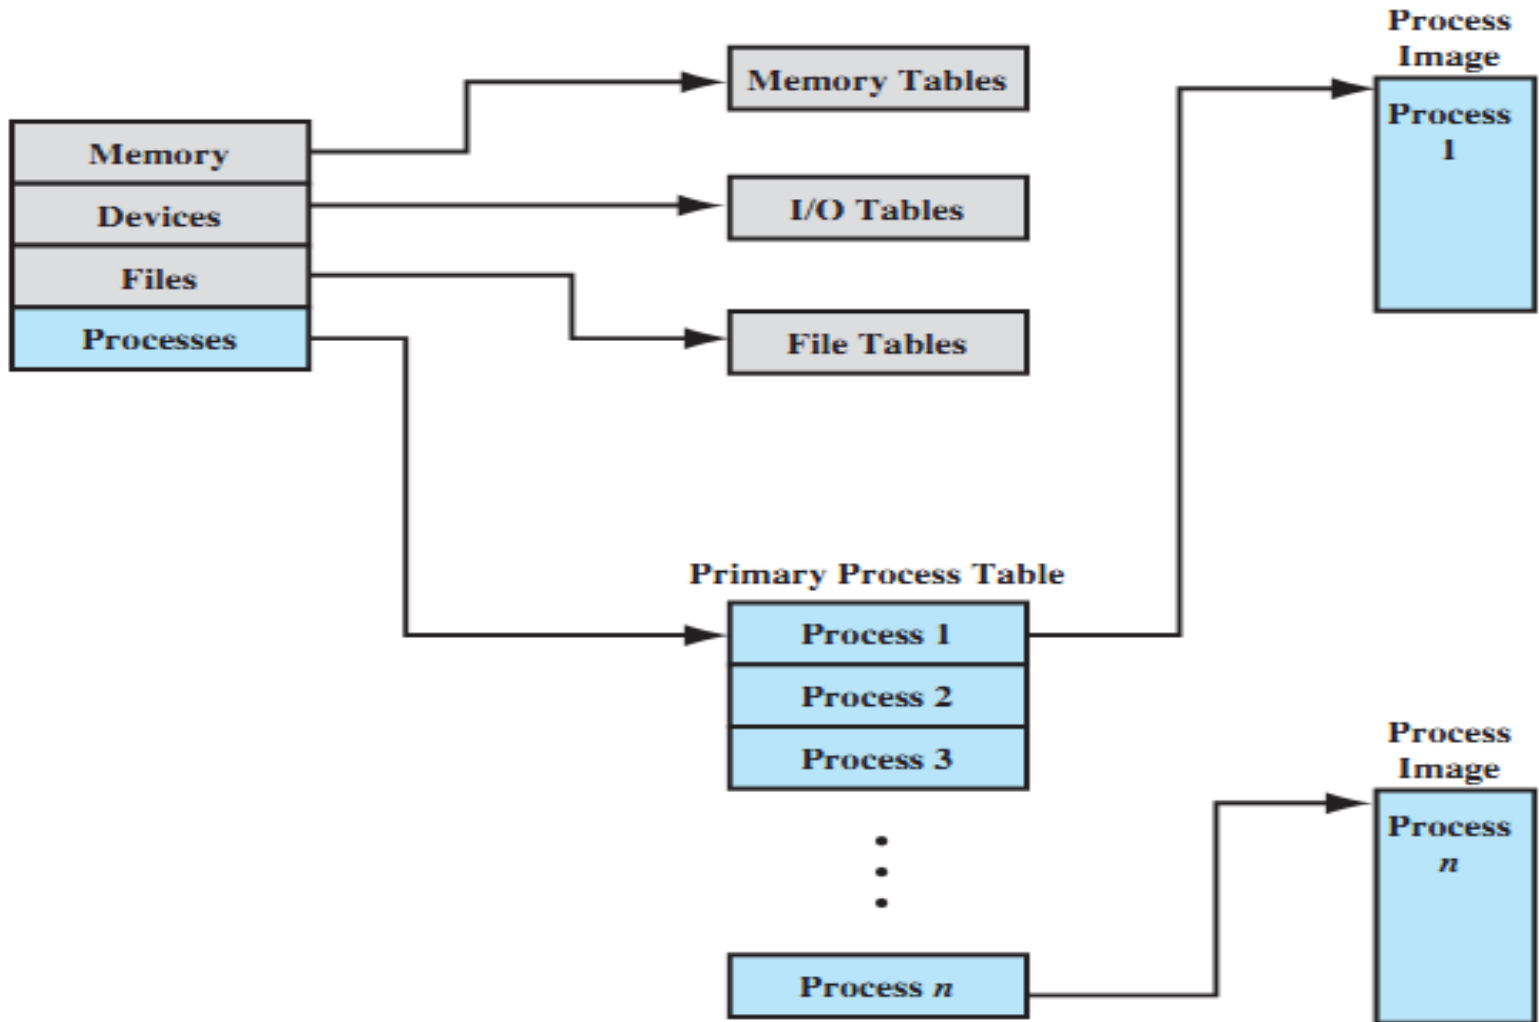 Memory
Devices
Files
Processes
Memory Tables
I/O Tables
File Tables
Primary Process Table
Process 1
Process 2
Process 3
Process n
Process
Image
Process
1
Process
Image
Process
n